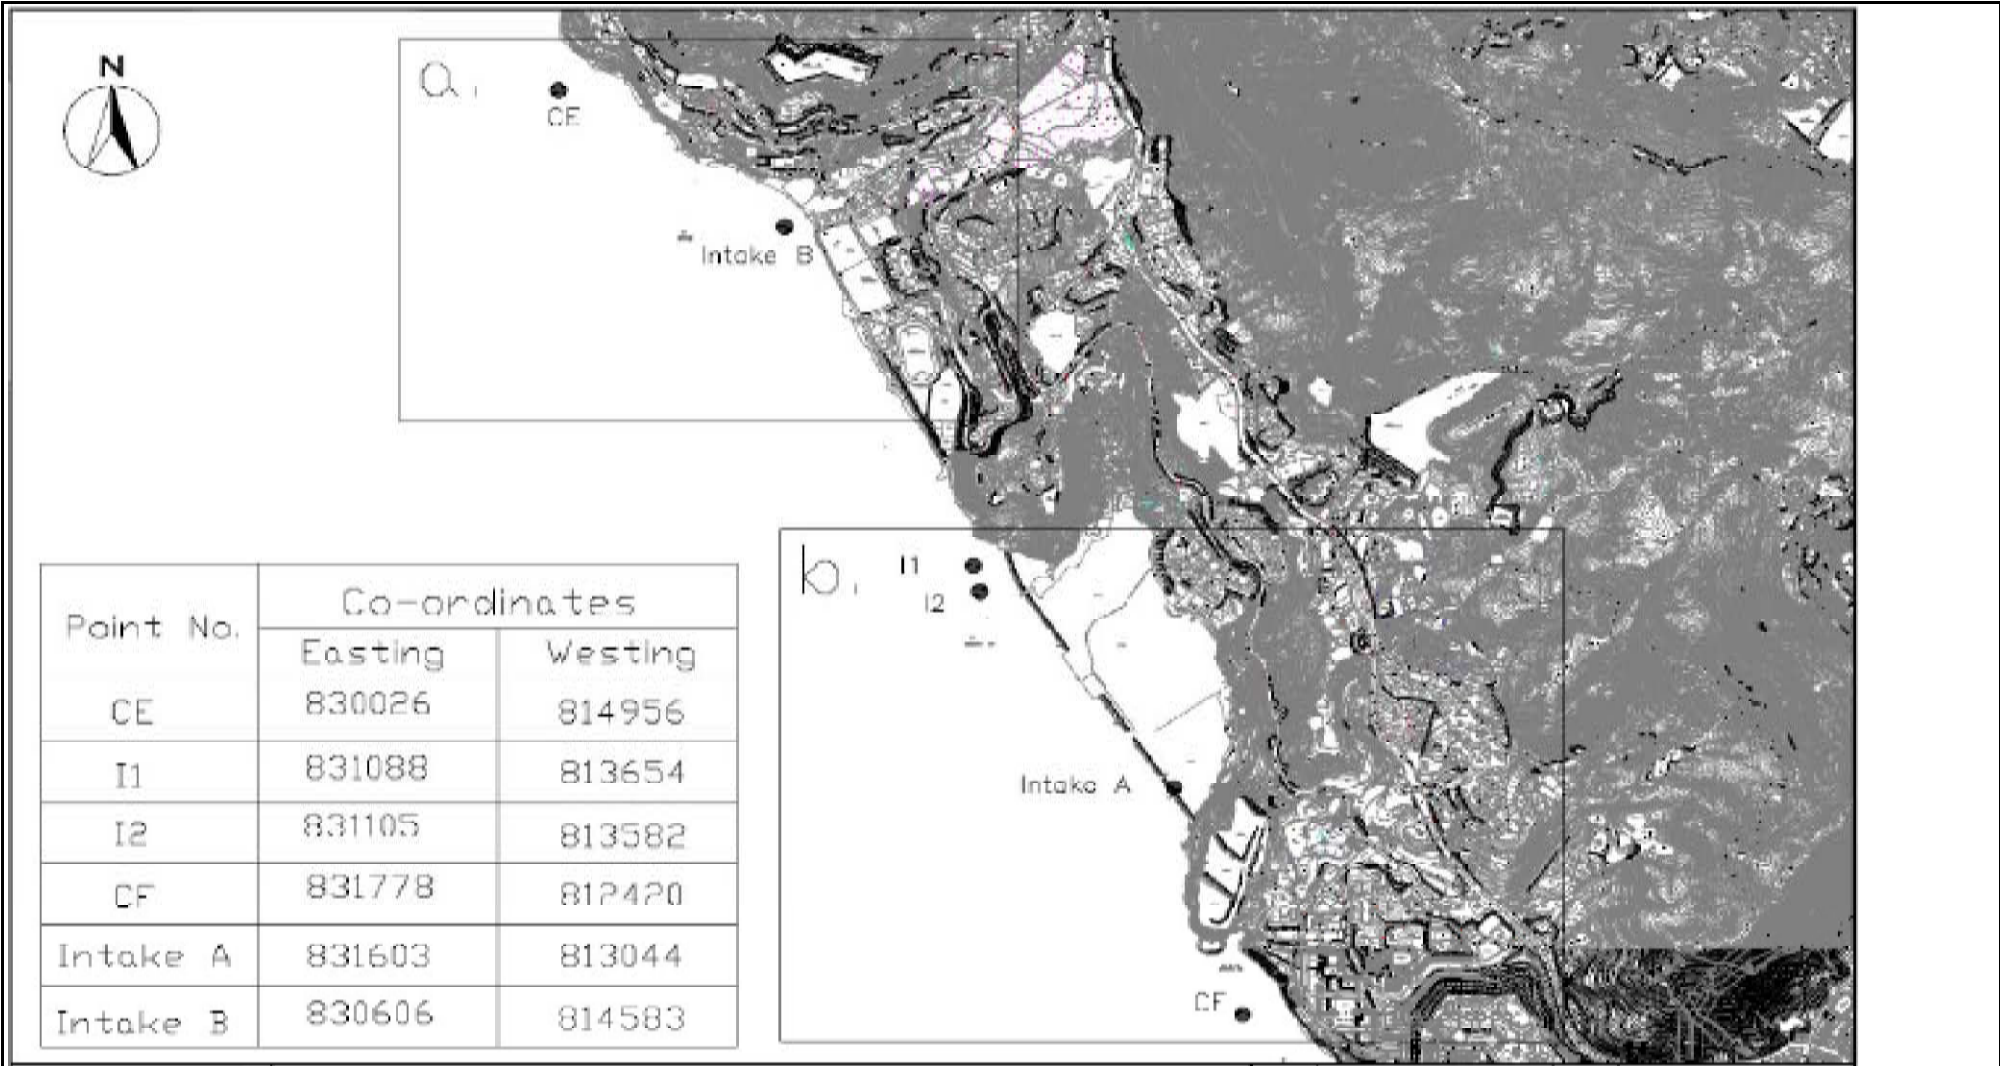 N
a
CE
Intake B
b
I1
I2
Intake A
CF
Point No.
Co-ordinates
Easting Westing
CE 830026 814956
I1 831088 813654
I2 831105 813582
CF 831778 812420
Intake A 831603 813044
Intake B 830606 814583